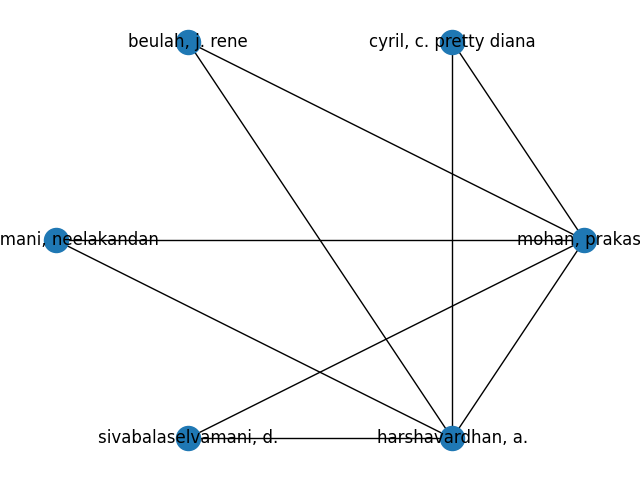 beulah, j. rene
cyril, c. pretty diana
mani, neelakandan
mohan, prakas
sivabalaselvamani, d.
harshavardhan, a.